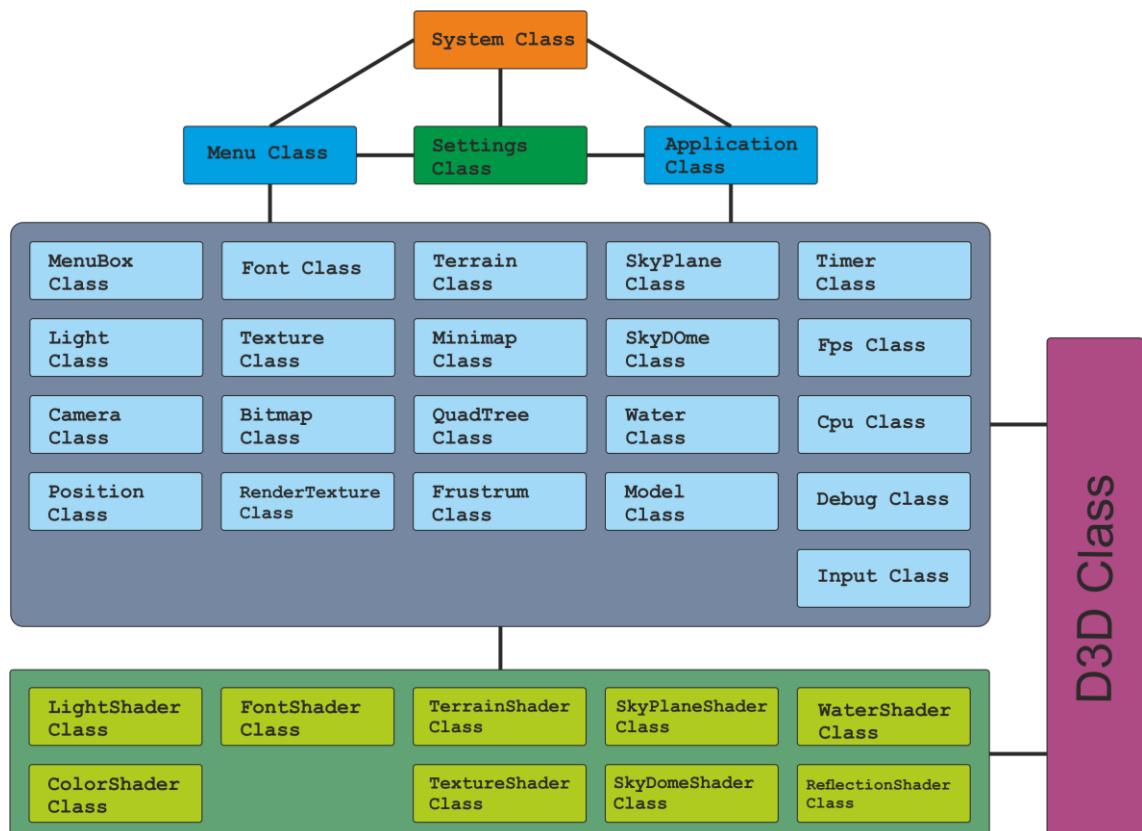 System Class
Menu Class
Settings
Class
Application
Class
MenuBox
Class
Font Class
Terrain
Class
SkyPlane
Class
Timer
Class
Light
Class
Texture
Class
Minimap
Class
SkyDOme
Class
Fps Class
Camera
Class
Bitmap
Class
QuadTree
Class
Water
Class
Cpu Class
Position
Class
RenderTexture
Class
Frustrum
Class
Model
Class
Debug Class
Input Class
D3D Class
LightShader
Class
FontShader
Class
TerrainShader
Class
SkyPlaneShader
Class
WaterShader
Class
ColorShader
Class
TextureShader
Class
SkyDomeShader
Class
ReflectionShader
Class